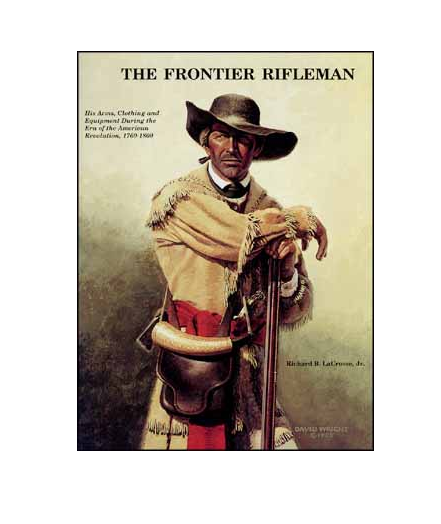 THE FRONTIER RIFLEMAN
His Arms, Clothing and
Equipment During the
Era of the American
Revolution, 1760-1800
Richard B. LaCrosse, Jr.
DAVID WRIGHT